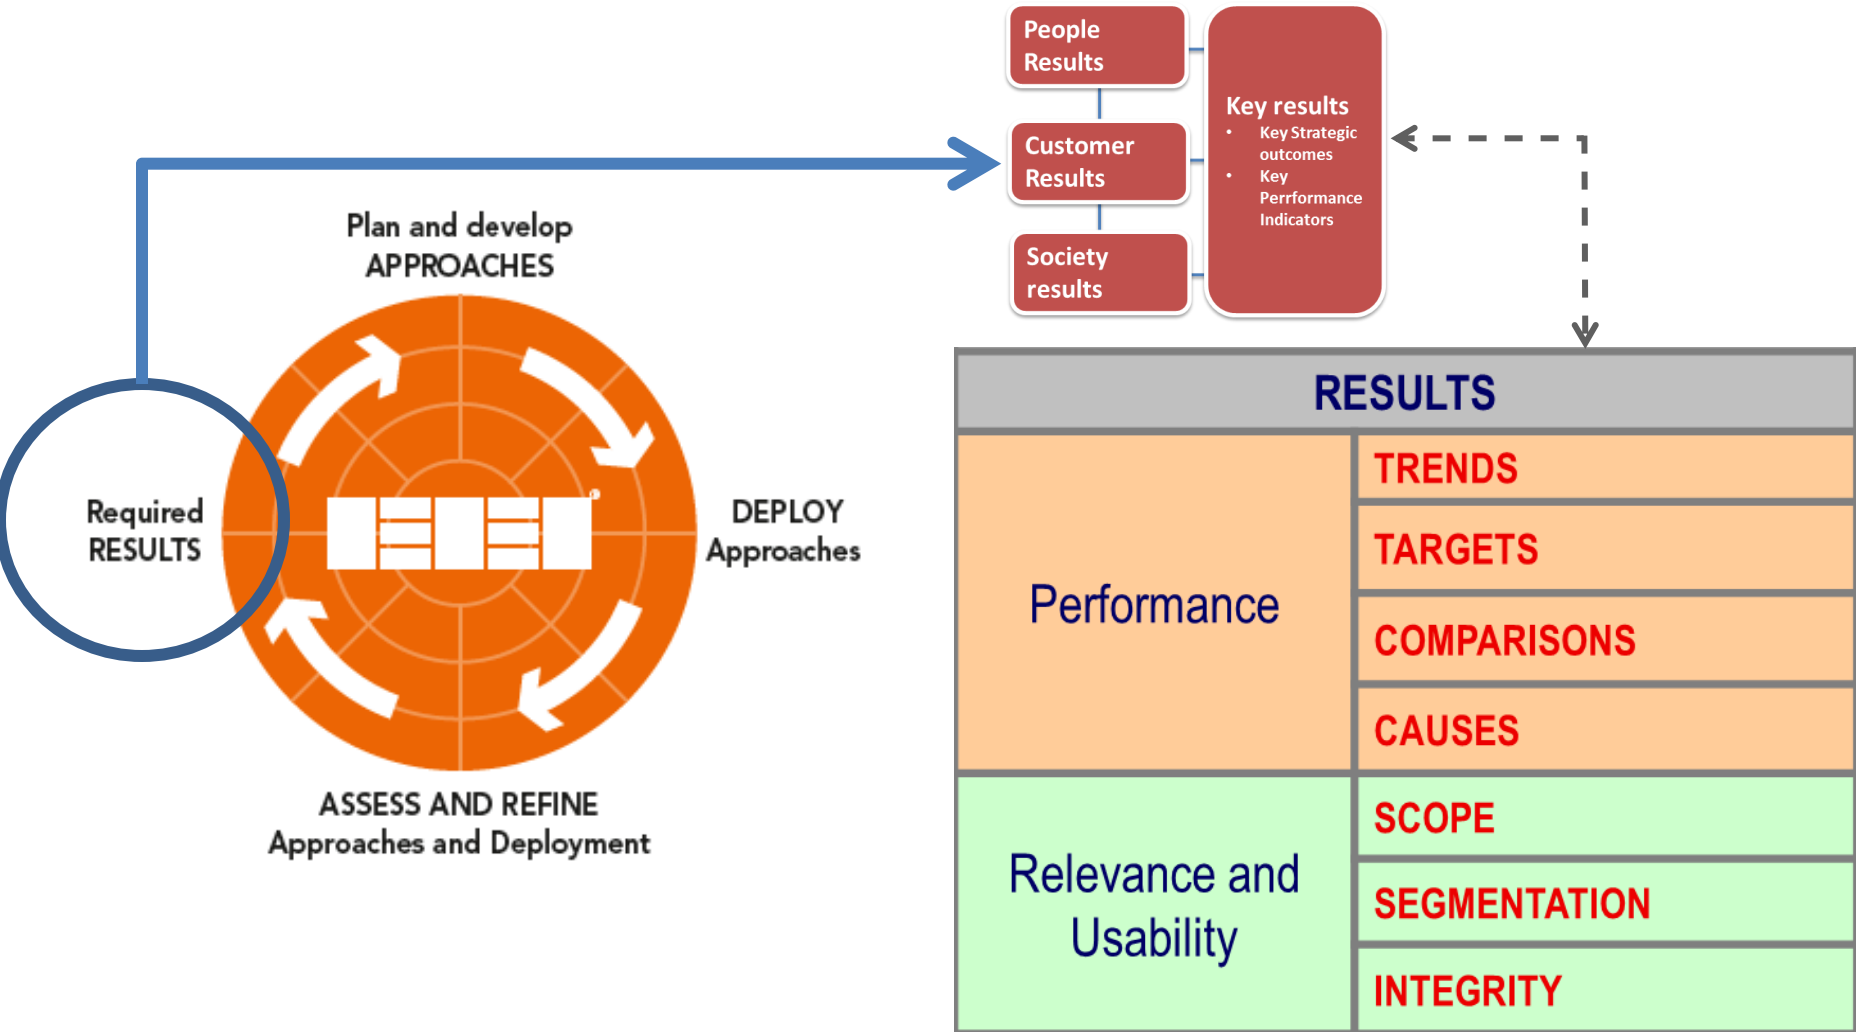 People
Results
Customer
Results
Society
results
Key results
• Key Strategic
outcomes
• Key
Perrformance
Indicators
Plan and develop
APPROACHES
Required
RESULTS
DEPLOY
Approaches
ASSESS AND REFINE
Approaches and Deployment
RESULTS
Performance
TRENDS
TARGETS
COMPARISONS
CAUSES
Relevance and
Usability
SCOPE
SEGMENTATION
INTEGRITY